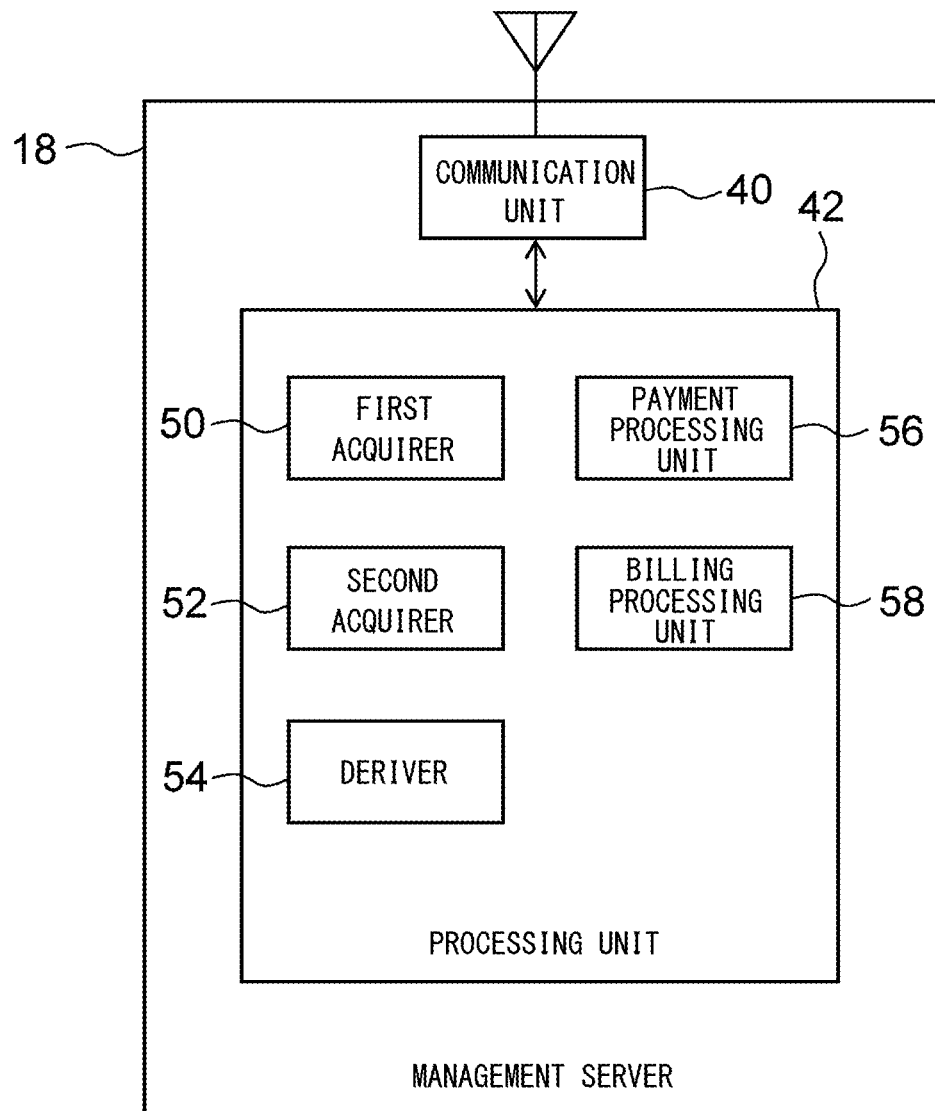 18
COMMUNICATION
UNIT
40
42
50
FIRST
ACQUIRER
PAYMENT
PROCESSING
UNIT
56
52
SECOND
ACQUIRER
BILLING
PROCESSING
UNIT
58
54
DERIVER
PROCESSING UNIT
MANAGEMENT SERVER